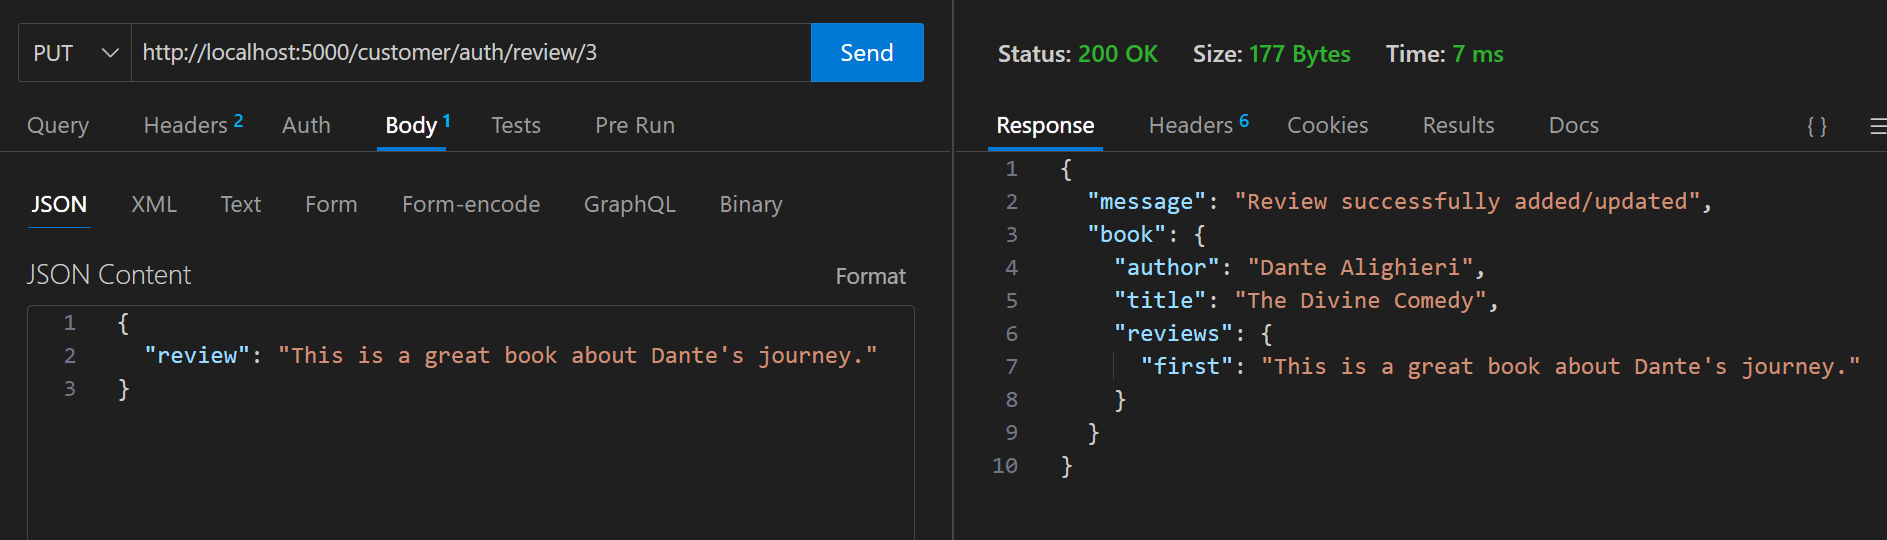 PUT http://localhost:5000/customer/auth/review/3 Send
Query Headers 2 Auth Body 1 Tests Pre Run
JSON XML Text Form Form-encode GraphQL Binary
JSON Content Format
1 {
2 "review": "This is a great book about Dante's journey."
3 }
Status: 200 OK Size: 177 Bytes Time: 7 ms
Response Headers 6 Cookies Results Docs { }
1 {
2 "message": "Review successfully added/updated",
3 "book": {
4 "author": "Dante Alighieri",
5 "title": "The Divine Comedy",
6 "reviews": {
7 "first": "This is a great book about Dante's journey."
8 }
9 }
10 }